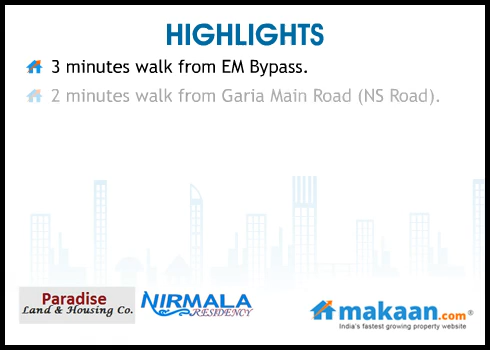 HIGHLIGHTS
3 minutes walk from EM Bypass.
2 minutes walk from Garia Main Road (NS Road).
Paradise
Land & Housing Co.
NIRMALA
RESIDENCY
makaan.com®
India's fastest growing property website